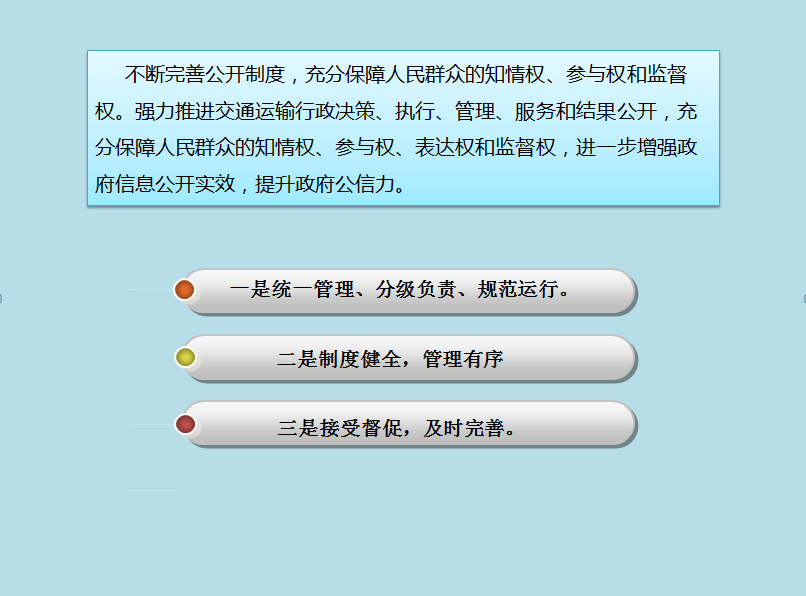 不断完善公开制度，充分保障人民群众的知情权、参与权和监督
权。强力推进交通运输行政决策、执行、管理、服务和结果公开，充
分保障人民群众的知情权、参与权、表达权和监督权，进一步增强政
府信息公开实效，提升政府公信力。
一是统一管理、分级负责、规范运行。
二是制度健全，管理有序
三是接受督促，及时完善。